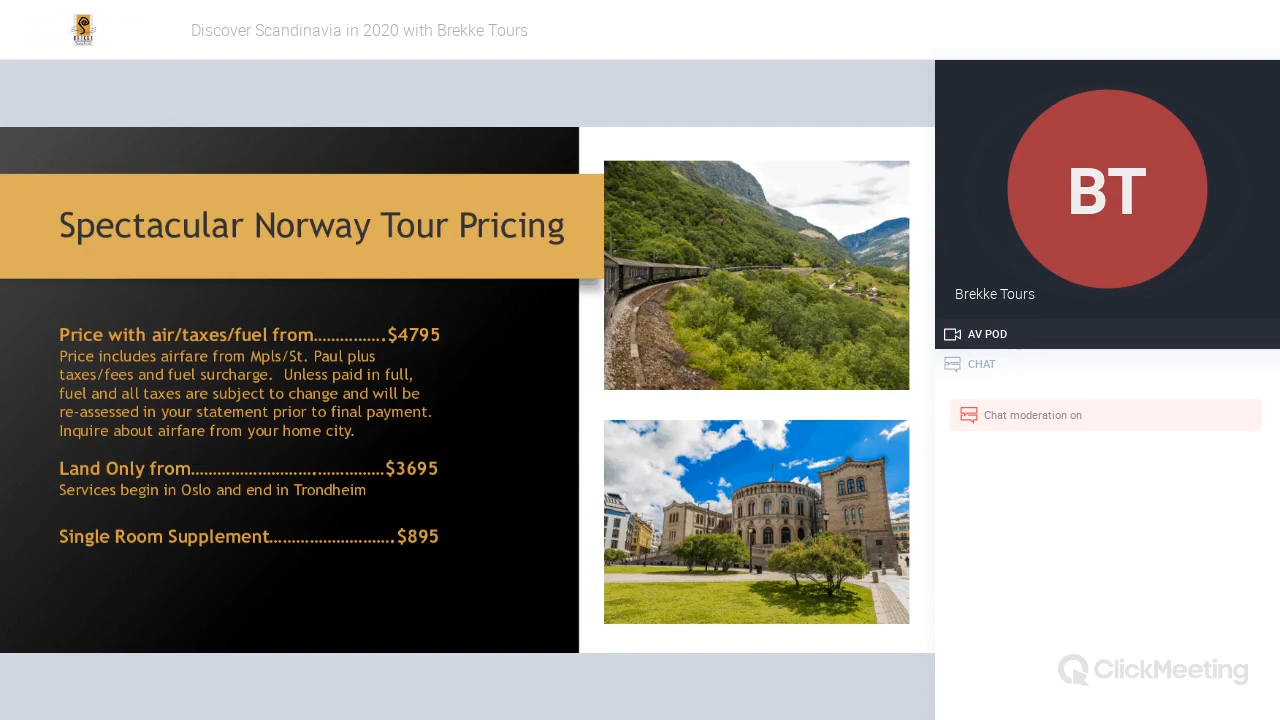 BREKKE
Discover Scandinavia in 2020 with Brekke Tours
Spectacular Norway Tour Pricing
Price with air/taxes/fuel from................$4795
Price includes airfare from Mpls/St. Paul plus
taxes/fees and fuel surcharge.  Unless paid in full,
fuel and all taxes are subject to change and will be
re-assessed in your statement prior to final payment.
Inquire about airfare from your home city.
Land Only from...........................................$3695
Services begin in Oslo and end in Trondheim
Single Room Supplement............................$895
BT
Brekke Tours
AV POD
CHAT
Chat moderation on
ClickMeeting